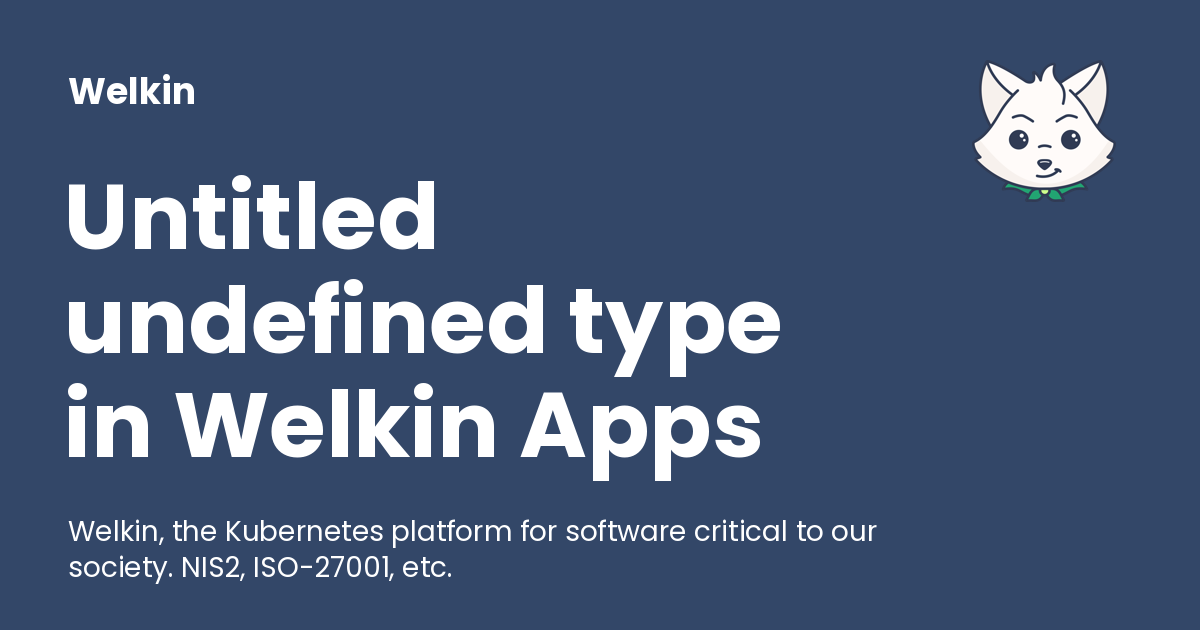 Welkin
Untitled
undefined type
in Welkin Apps
Welkin, the Kubernetes platform for software critical to our
society. NIS2, ISO-27001, etc.